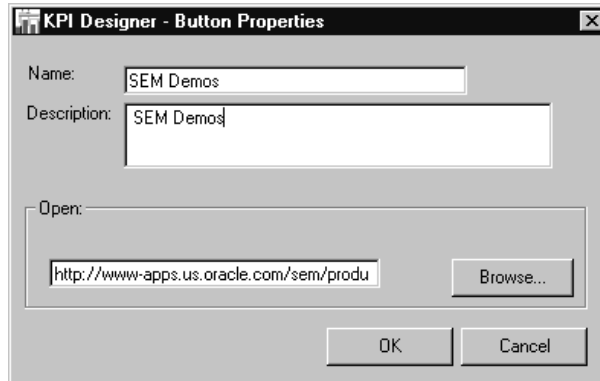 KPI Designer - Button Properties
Name: SEM Demos
Description: SEM Demos
Open:
http://www-apps.us.oracle.com/sem/produ Browse...
OK Cancel